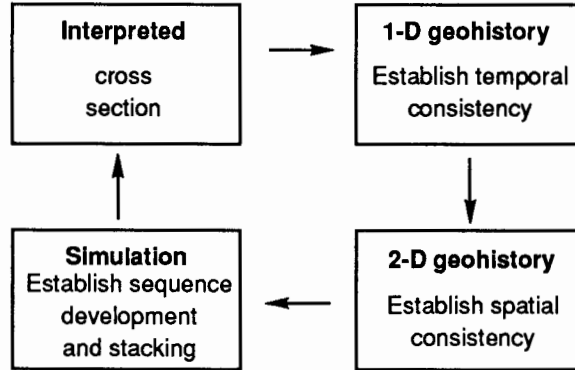 Interpreted
cross
section
1-D geohistory
Establish temporal
consistency
Simulation
Establish sequence
development
and stacking
2-D geohistory
Establish spatial
consistency